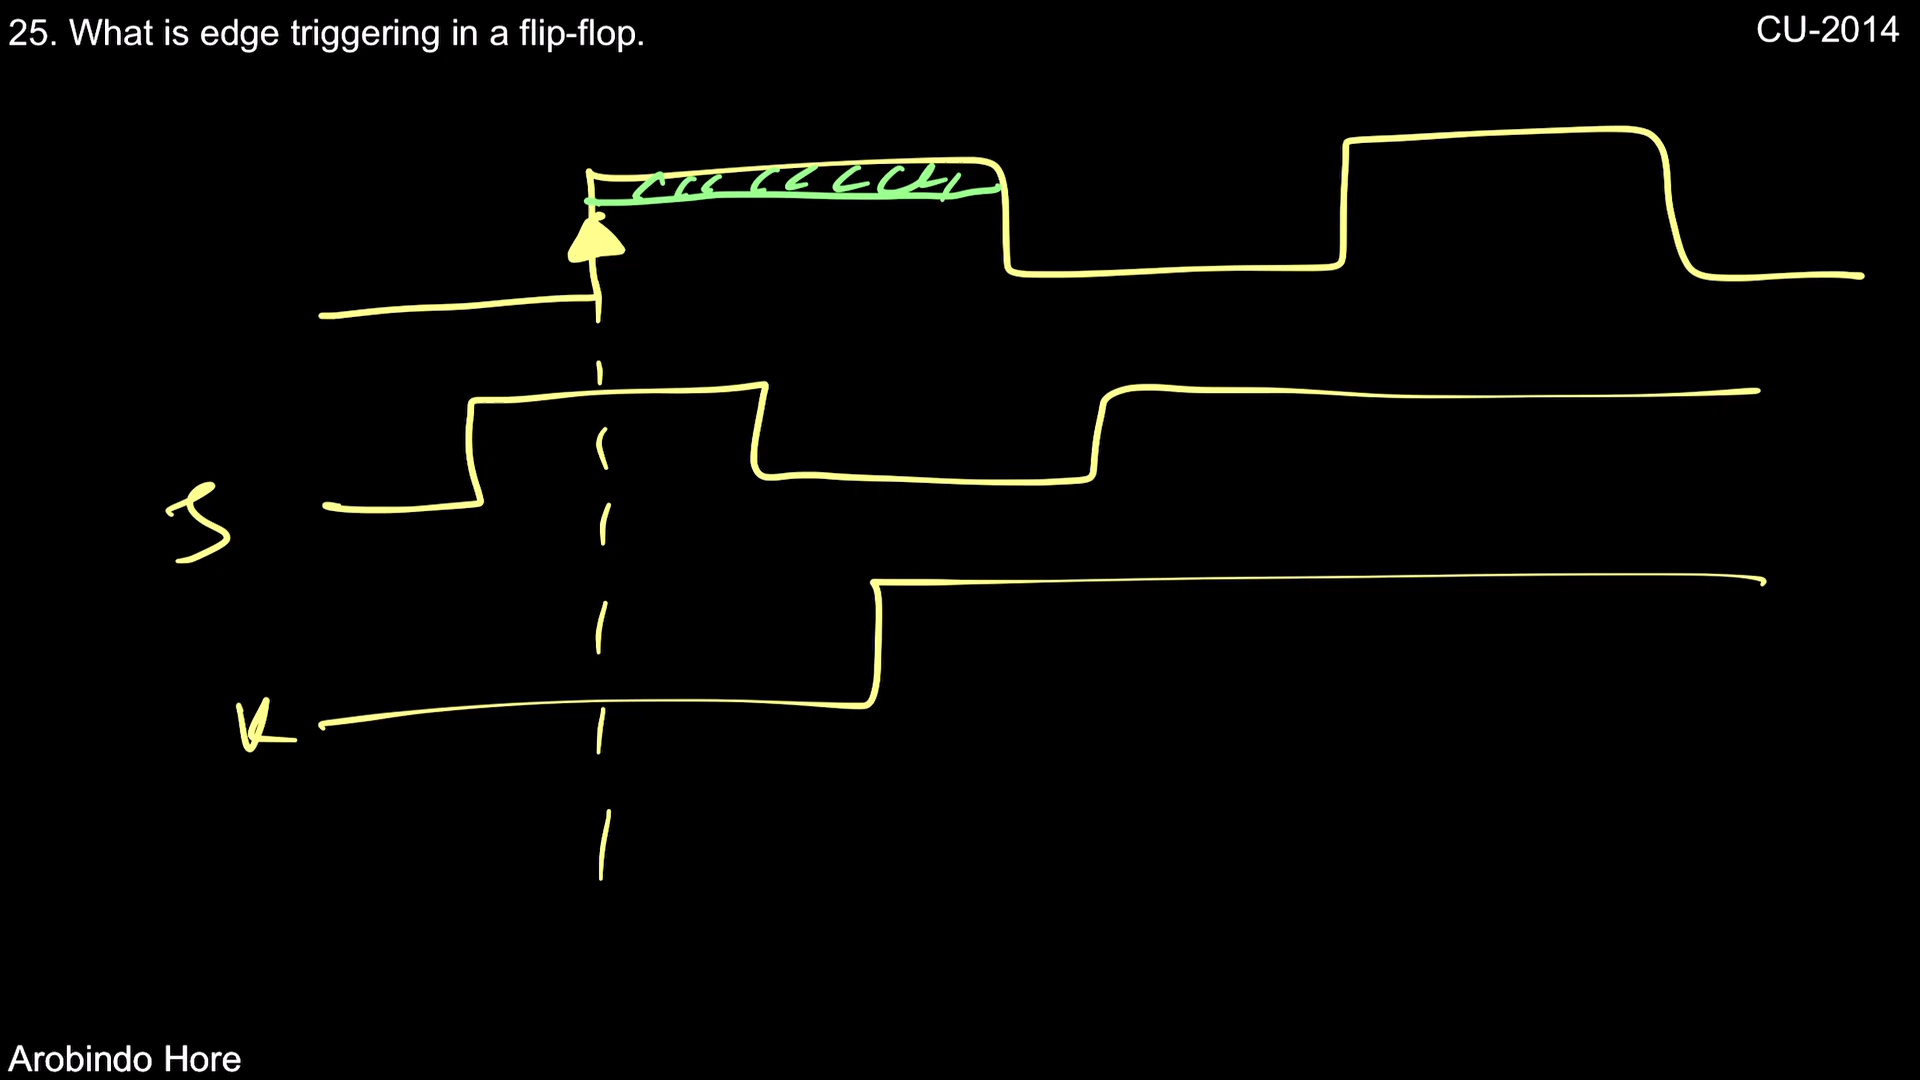 25. What is edge triggering in a flip-flop.
CU-2014
S
K
Arobindo Hore